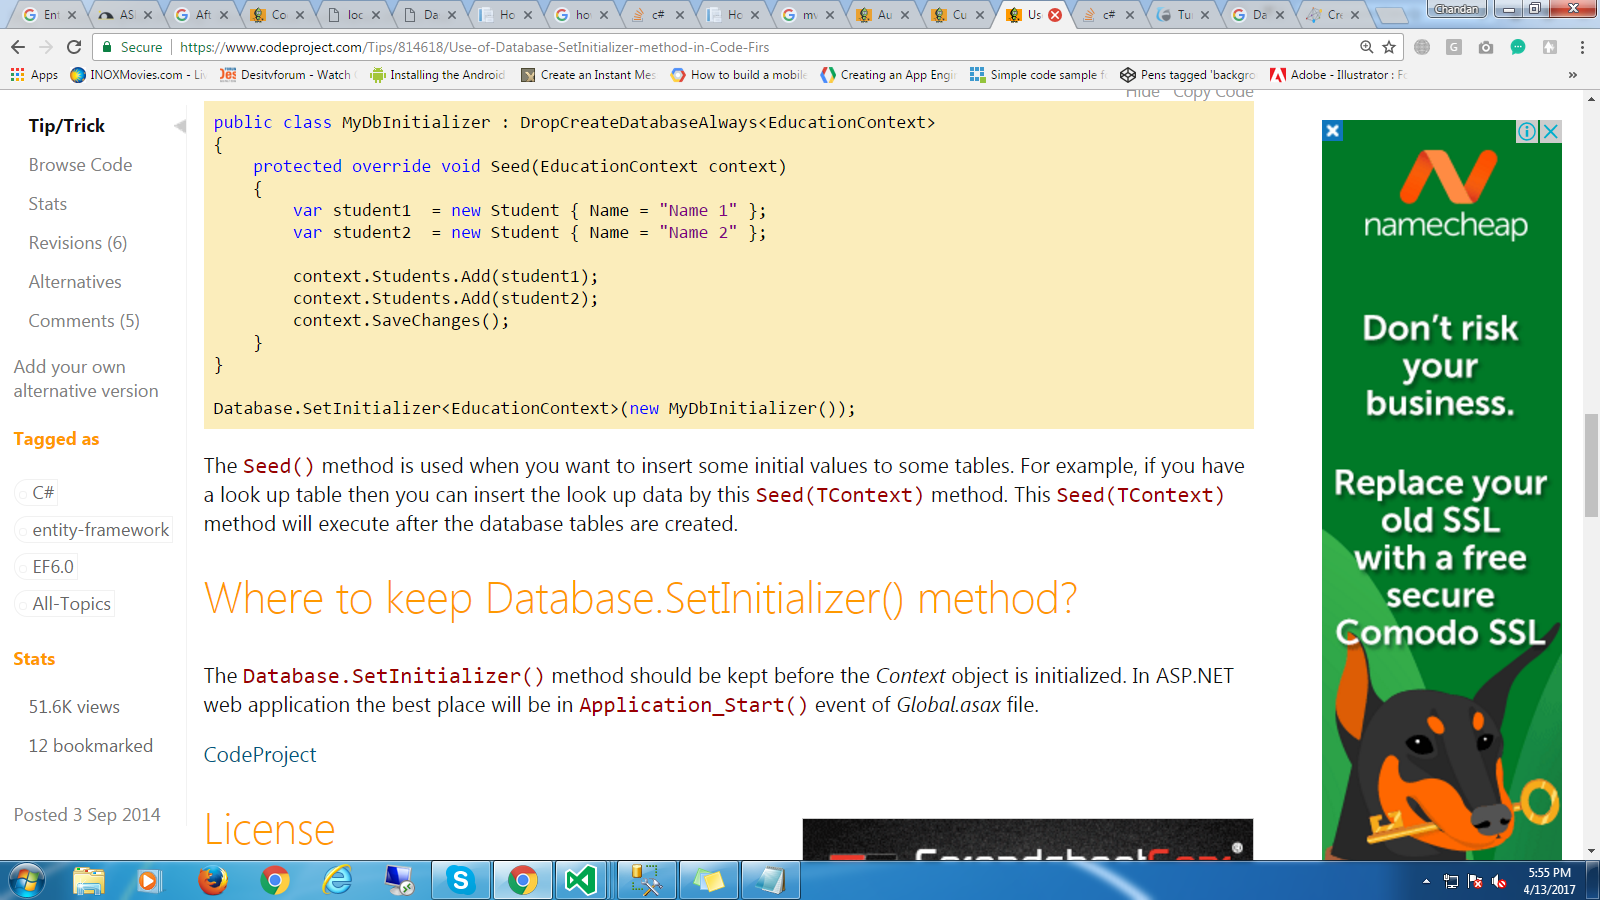 Ent
AS
Aft
Co
loc
Da
Ho
ho
c#
Ho
mv
Au
Cu
Us
c#
Tu
Da
Cre
Chandan
Secure
https://www.codeproject.com/Tips/814618/Use-of-Database-SetInitializer-method-in-Code-Firs
Apps
INOXMovies.com - Li
Desitvforum - Watch
Installing the Android
Create an Instant Mes
How to build a mobile
Creating an App Engi
Simple code sample f
Pens tagged 'backgro
Adobe - Illustrator : Fo
»
Hide Copy Code
Tip/Trick
Browse Code
Stats
Revisions (6)
Alternatives
Comments (5)
Add your own
alternative version
Tagged as
C#
entity-framework
EF6.0
All-Topics
Stats
51.6K views
12 bookmarked
Posted 3 Sep 2014
public class MyDbInitializer : DropCreateDatabaseAlways<EducationContext>
{
protected override void Seed(EducationContext context)
{
var student1 = new Student { Name = "Name 1" };
var student2 = new Student { Name = "Name 2" };
context.Students.Add(student1);
context.Students.Add(student2);
context.SaveChanges();
}
}
Database.SetInitializer<EducationContext>(new MyDbInitializer());
The Seed() method is used when you want to insert some initial values to some tables. For example, if you have
a look up table then you can insert the look up data by this Seed(TContext) method. This Seed(TContext)
method will execute after the database tables are created.
Where to keep Database.SetInitializer() method?
The Database.SetInitializer() method should be kept before the Context object is initialized. In ASP.NET
web application the best place will be in Application_Start() event of Global.asax file.
CodeProject
License
SpreadsheetGear®
namecheap
Don't risk
your
business.
Replace your
old SSL
with a free
secure
Comodo SSL
5:55 PM
4/13/2017